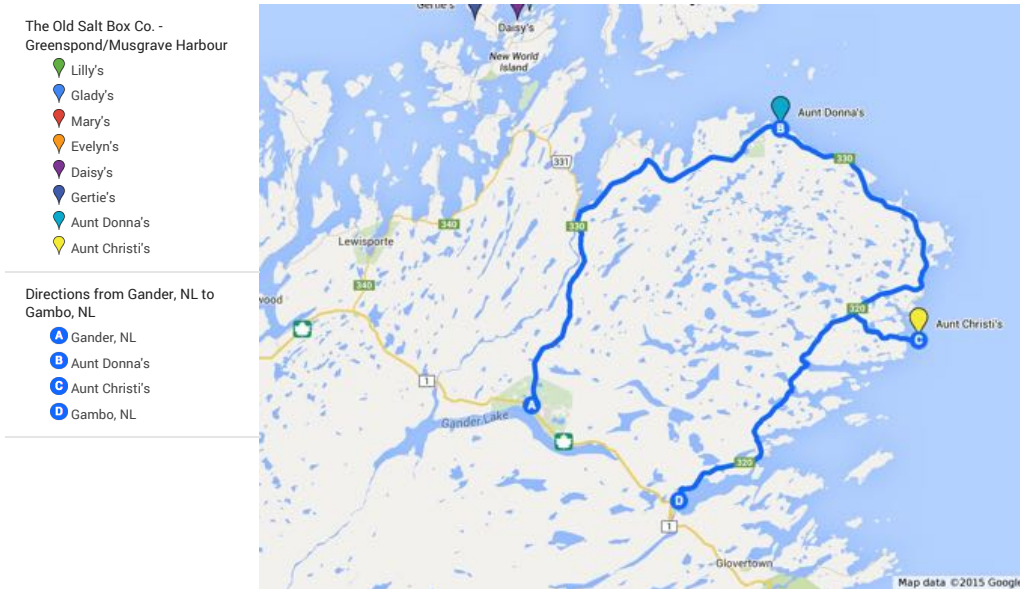 The Old Salt Box Co. -
Greenspond/Musgrave Harbour
Lilly's
Glady's
Mary's
Evelyn's
Daisy's
Gertie's
Aunt Donna's
Aunt Christi's
Directions from Gander, NL to
Gambo, NL
A Gander, NL
B Aunt Donna's
C Aunt Christi's
D Gambo, NL
Gertie's
Daisy's
New World
Island
Aunt Donna's
B
330
331
330
340
Lewisporte
340
wood
320
Aunt Christi's
C
1
A
Gander Lake
320
D
1
Glovertown
Map data ©2015 Google